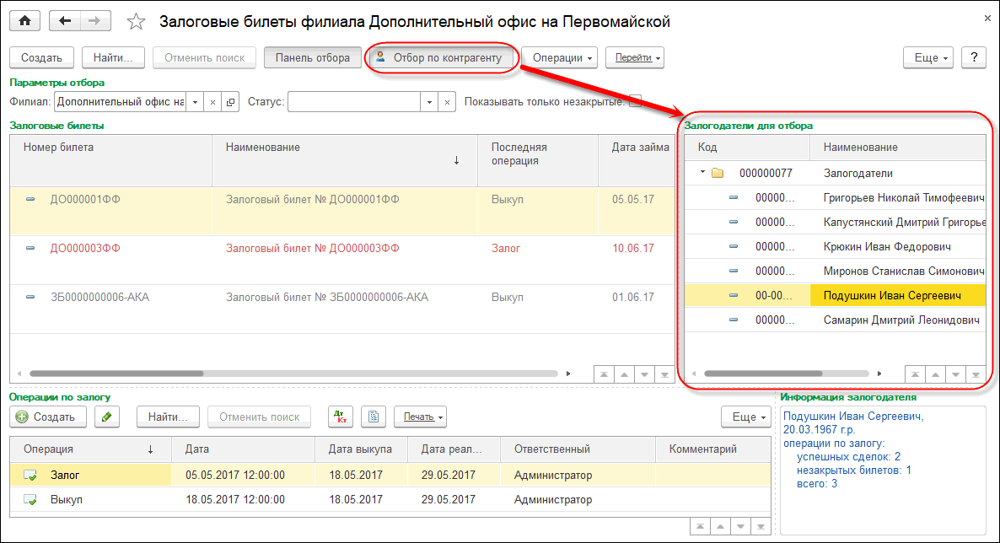 Залоговые билеты филиала Дополнительный офис на Первомайской
Создать Найти... Отменить поиск Панель отбора Отбор по контрагенту Операции Перейти Еще ?
Параметры отбора
Филиал: Дополнительный офис на Статус: Показывать только незакрытые:
Залоговые билеты
Номер билета Наименование Последняя операция Дата займа
ДО000001ФФ Залоговый билет № ДО000001ФФ Выкуп 05.05.17
ДО000003ФФ Залоговый билет № ДО000003ФФ Залог 10.06.17
ЗБ0000000006-АКА Залоговый билет № ЗБ0000000006-АКА Выкуп 01.06.17
Залогодатели для отбора
Код Наименование
000000077 Залогодатели
00000... Григорьев Николай Тимофеевич
00000... Капустянский Дмитрий Григорье
00000... Крюкин Иван Федорович
00000... Миронов Станислав Симонович
00-00... Подушкин Иван Сергеевич
00000... Самарин Дмитрий Леонидович
Операции по залогу
Создать Найти... Отменить поиск Дт Кт Печать Еще
Операция Дата Дата выкупа Дата реал... Ответственный Комментарий
Залог 05.05.2017 12:00:00 18.05.2017 29.05.2017 Администратор
Выкуп 18.05.2017 12:00:00 18.05.2017 29.05.2017 Администратор
Информация залогодателя
Подушкин Иван Сергеевич,
20.03.1967 г.р.
операции по залогу:
успешных сделок: 2
незакрытых билетов: 1
всего: 3